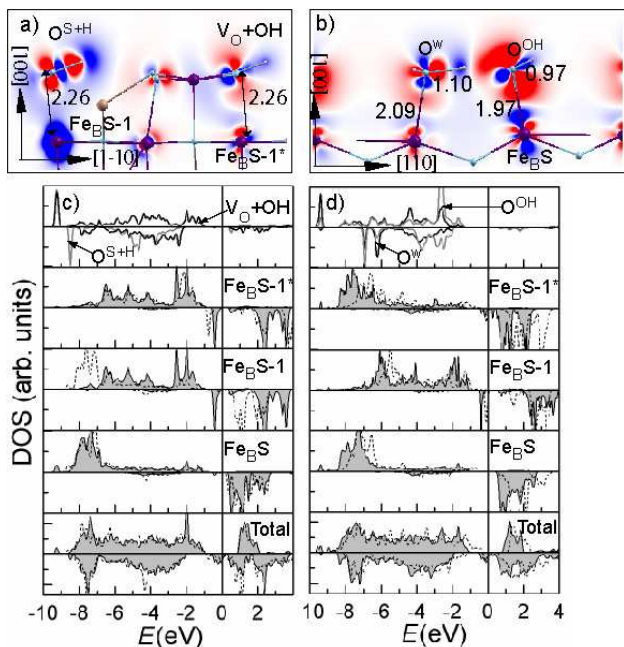 a)
O^S+H
V_O+OH
[001]
2.26
2.26
Fe_BS-1
Fe_BS-1*
[1-10]
b)
O^w
O^OH
[001]
1.10
0.97
2.09
1.97
[110]
Fe_BS
c)
V_O+OH
O^S+H
Fe_BS-1*
Fe_BS-1
Fe_BS
Total
d)
O^OH
O^w
Fe_BS-1*
Fe_BS-1
Fe_BS
Total
DOS (arb. units)
-10 -8 -6 -4 -2 0 2
10 -8 -6 -4 -2 0 2 4
E(eV)
E(eV)